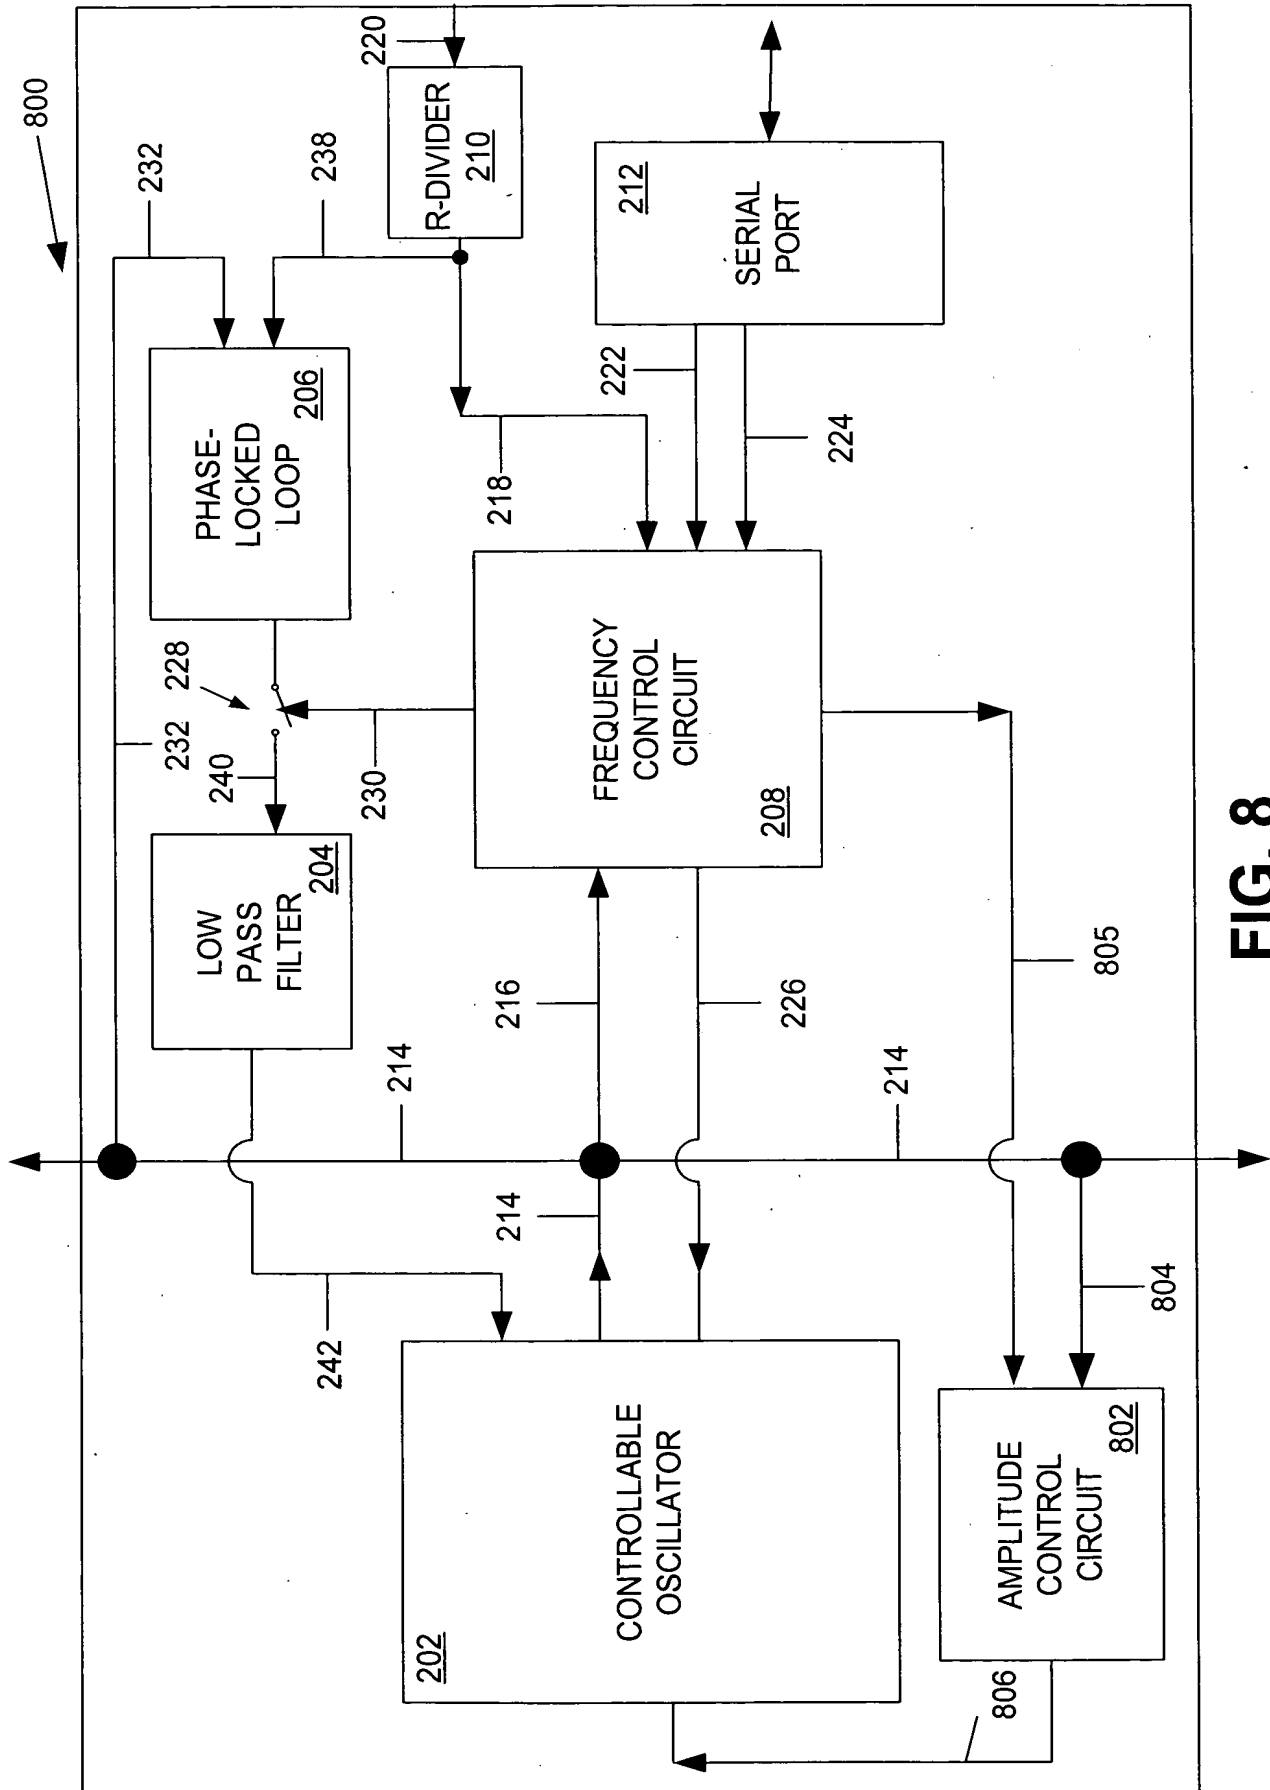 800
232
238
220
R-DIVIDER
210
PHASE-
LOCKED
LOOP
206
228
232
240
230
LOW
PASS
FILTER
204
218
222
224
212
SERIAL
PORT
FREQUENCY
CONTROL
CIRCUIT
208
216
226
805
214
214
214
242
804
202
CONTROLLABLE
OSCILLATOR
AMPLITUDE
CONTROL
CIRCUIT
802
806
FIG. 8